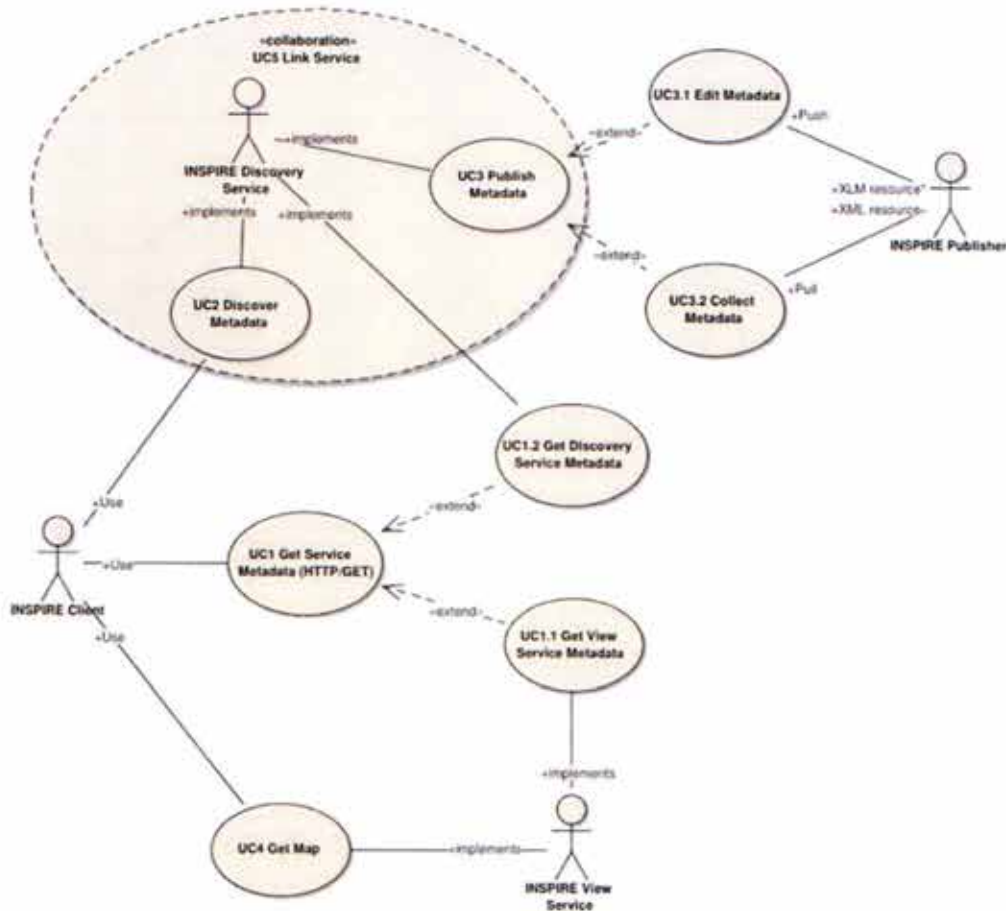 «collaboration»
UC5 Link Service
UC3.1 Edit Metadata
+Push
«extend»
+implements
INSPIRE Discovery
Service
UC3 Publish
Metadata
+XLM resource*
+XML resource
INSPIRE Publisher
+implements
+implements
«extend»
+Pull
UC3.2 Collect
Metadata
UC2 Discover
Metadata
UC1.2 Get Discovery
Service Metadata
+Use
«extend»
UC1 Get Service
Metadata (HTTP/GET)
+Use
INSPIRE Client
«extend»
+Use
UC1.1 Get View
Service Metadata
+implements
UC4 Get Map
+implements
INSPIRE View
Service